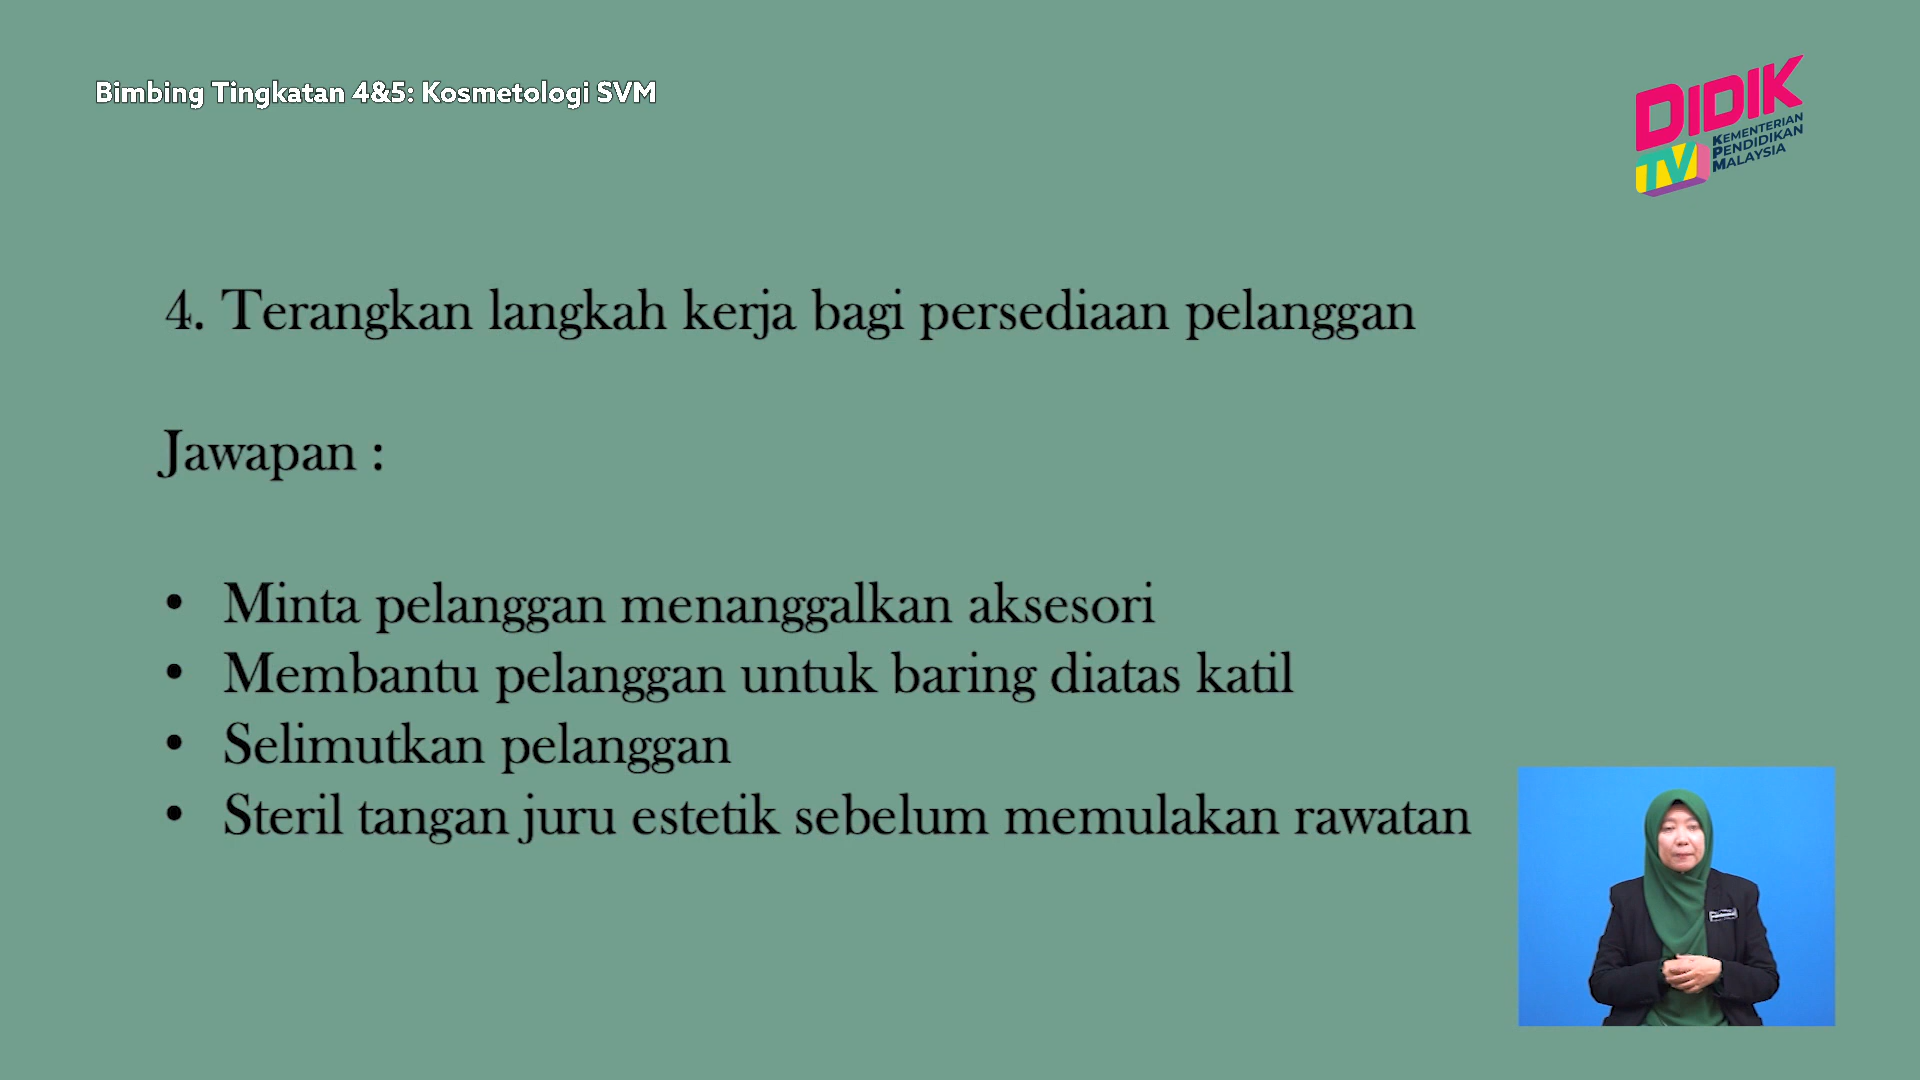 Bimbing Tingkatan 4&5: Kosmetologi SVM
DIDIK
TV
KEMENTERIAN
PENDIDIKAN
MALAYSIA
4. Terangkan langkah kerja bagi persediaan pelanggan
Jawapan :
• Minta pelanggan menanggalkan aksesori
• Membantu pelanggan untuk baring diatas katil
• Selimutkan pelanggan
• Steril tangan juru estetik sebelum memulakan rawatan